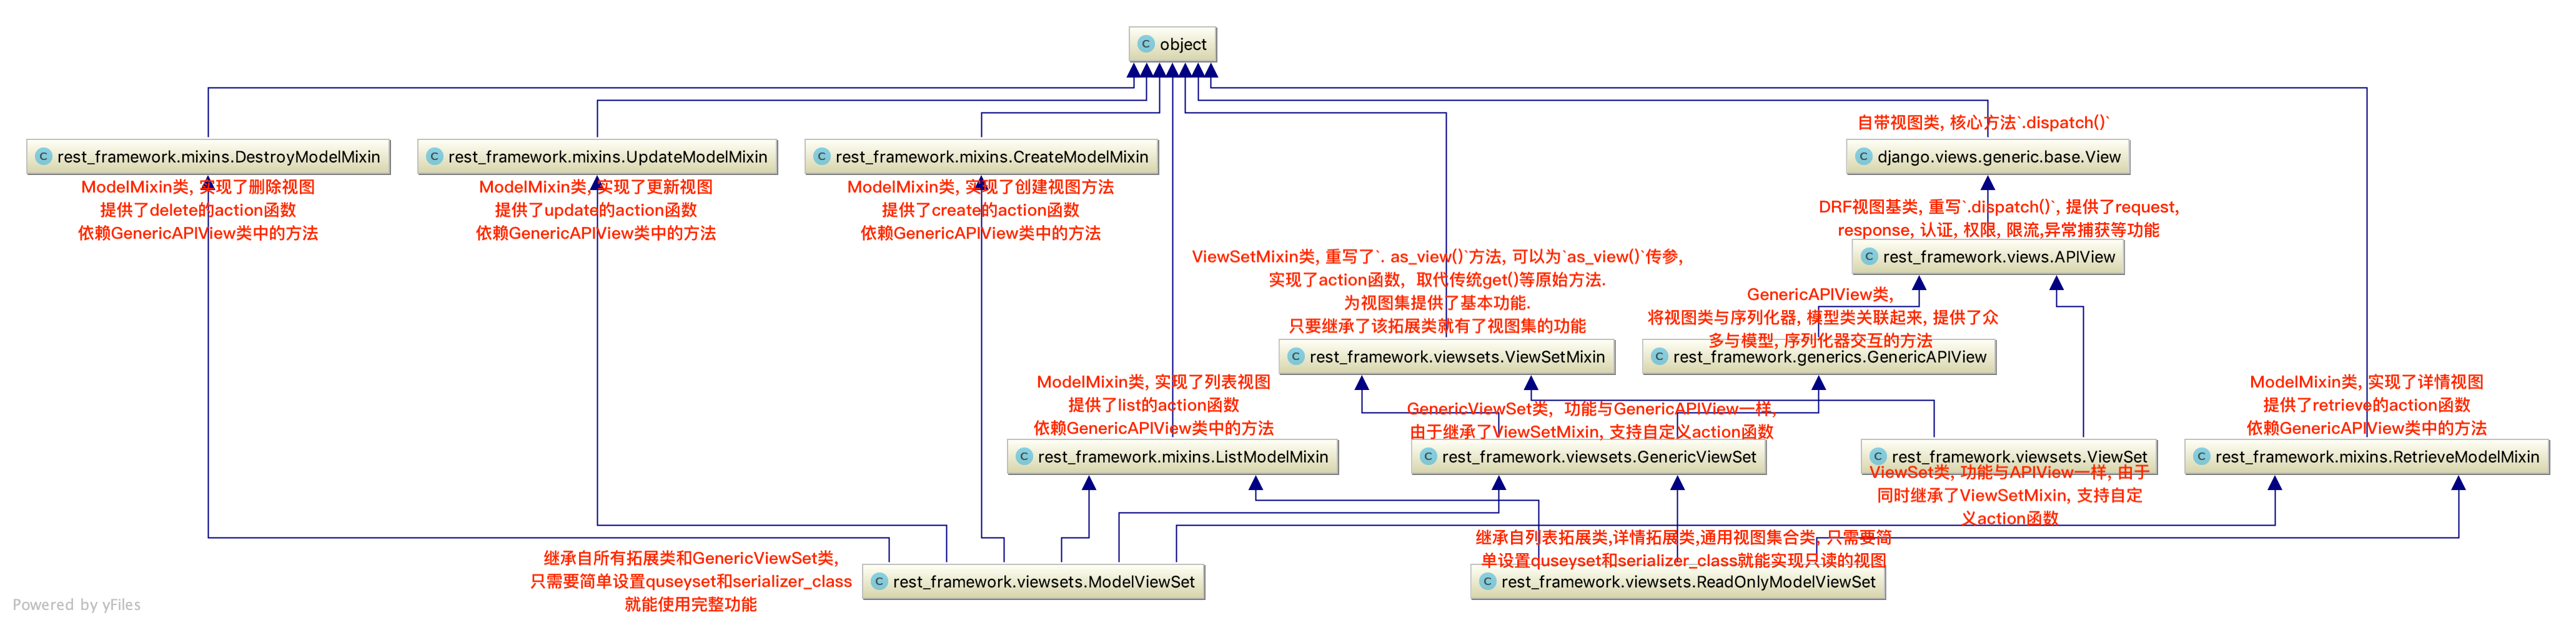 C object
自带视图类, 核心方法`.dispatch()`
C rest_framework.mixins.DestroyModelMixin
C rest_framework.mixins.UpdateModelMixin
C rest_framework.mixins.CreateModelMixin
C django.views.generic.base.View
ModelMixin类, 实现了删除视图
提供了delete的action函数
依赖GenericAPIView类中的方法
ModelMixin类, 实现了更新视图
提供了update的action函数
依赖GenericAPIView类中的方法
ModelMixin类, 实现了创建视图方法
提供了create的action函数
依赖GenericAPIView类中的方法
DRF视图基类, 重写`.dispatch()`, 提供了request,
response, 认证, 权限, 限流,异常捕获等功能
C rest_framework.views.APIView
ViewSetMixin类, 重写了`. as_view()`方法, 可以为`as_view()`传参,
实现了action函数, 取代传统get()等原始方法.
为视图集提供了基本功能.
只要继承了该拓展类就有了视图集的功能
C rest_framework.viewsets.ViewSetMixin
GenericAPIView类,
将视图类与序列化器, 模型类关联起来, 提供了众
多与模型, 序列化器交互的方法
C rest_framework.generics.GenericAPIView
ModelMixin类, 实现了列表视图
提供了list的action函数
依赖GenericAPIView类中的方法
C rest_framework.mixins.ListModelMixin
GenericViewSet类, 功能与GenericAPIView一样,
由于继承了ViewSetMixin, 支持自定义action函数
C rest_framework.viewsets.GenericViewSet
C rest_framework.viewsets.ViewSet
ViewSet类, 功能与APIView一样, 由于
同时继承了ViewSetMixin, 支持自定
义action函数
ModelMixin类, 实现了详情视图
提供了retrieve的action函数
依赖GenericAPIView类中的方法
C rest_framework.mixins.RetrieveModelMixin
继承自所有拓展类和GenericViewSet类,
只需要简单设置quseyset和serializer_class
就能使用完整功能
C rest_framework.viewsets.ModelViewSet
继承自列表拓展类,详情拓展类,通用视图集合类, 只需要简
单设置quseyset和serializer_class就能实现只读的视图
C rest_framework.viewsets.ReadOnlyModelViewSet
Powered by yFiles